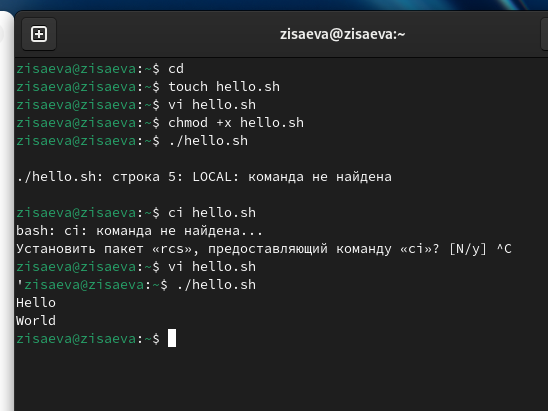 zisaeva@zisaeva:~
zisaeva@zisaeva:~$ cd
zisaeva@zisaeva:~$ touch hello.sh
zisaeva@zisaeva:~$ vi hello.sh
zisaeva@zisaeva:~$ chmod +x hello.sh
zisaeva@zisaeva:~$ ./hello.sh
./hello.sh: строка 5: LOCAL: команда не найдена
zisaeva@zisaeva:~$ ci hello.sh
bash: ci: команда не найдена...
Установить пакет «rcs», предоставляющий команду «ci»? [N/y] ^C
zisaeva@zisaeva:~$ vi hello.sh
'zisaeva@zisaeva:~$ ./hello.sh
Hello
World
zisaeva@zisaeva:~$